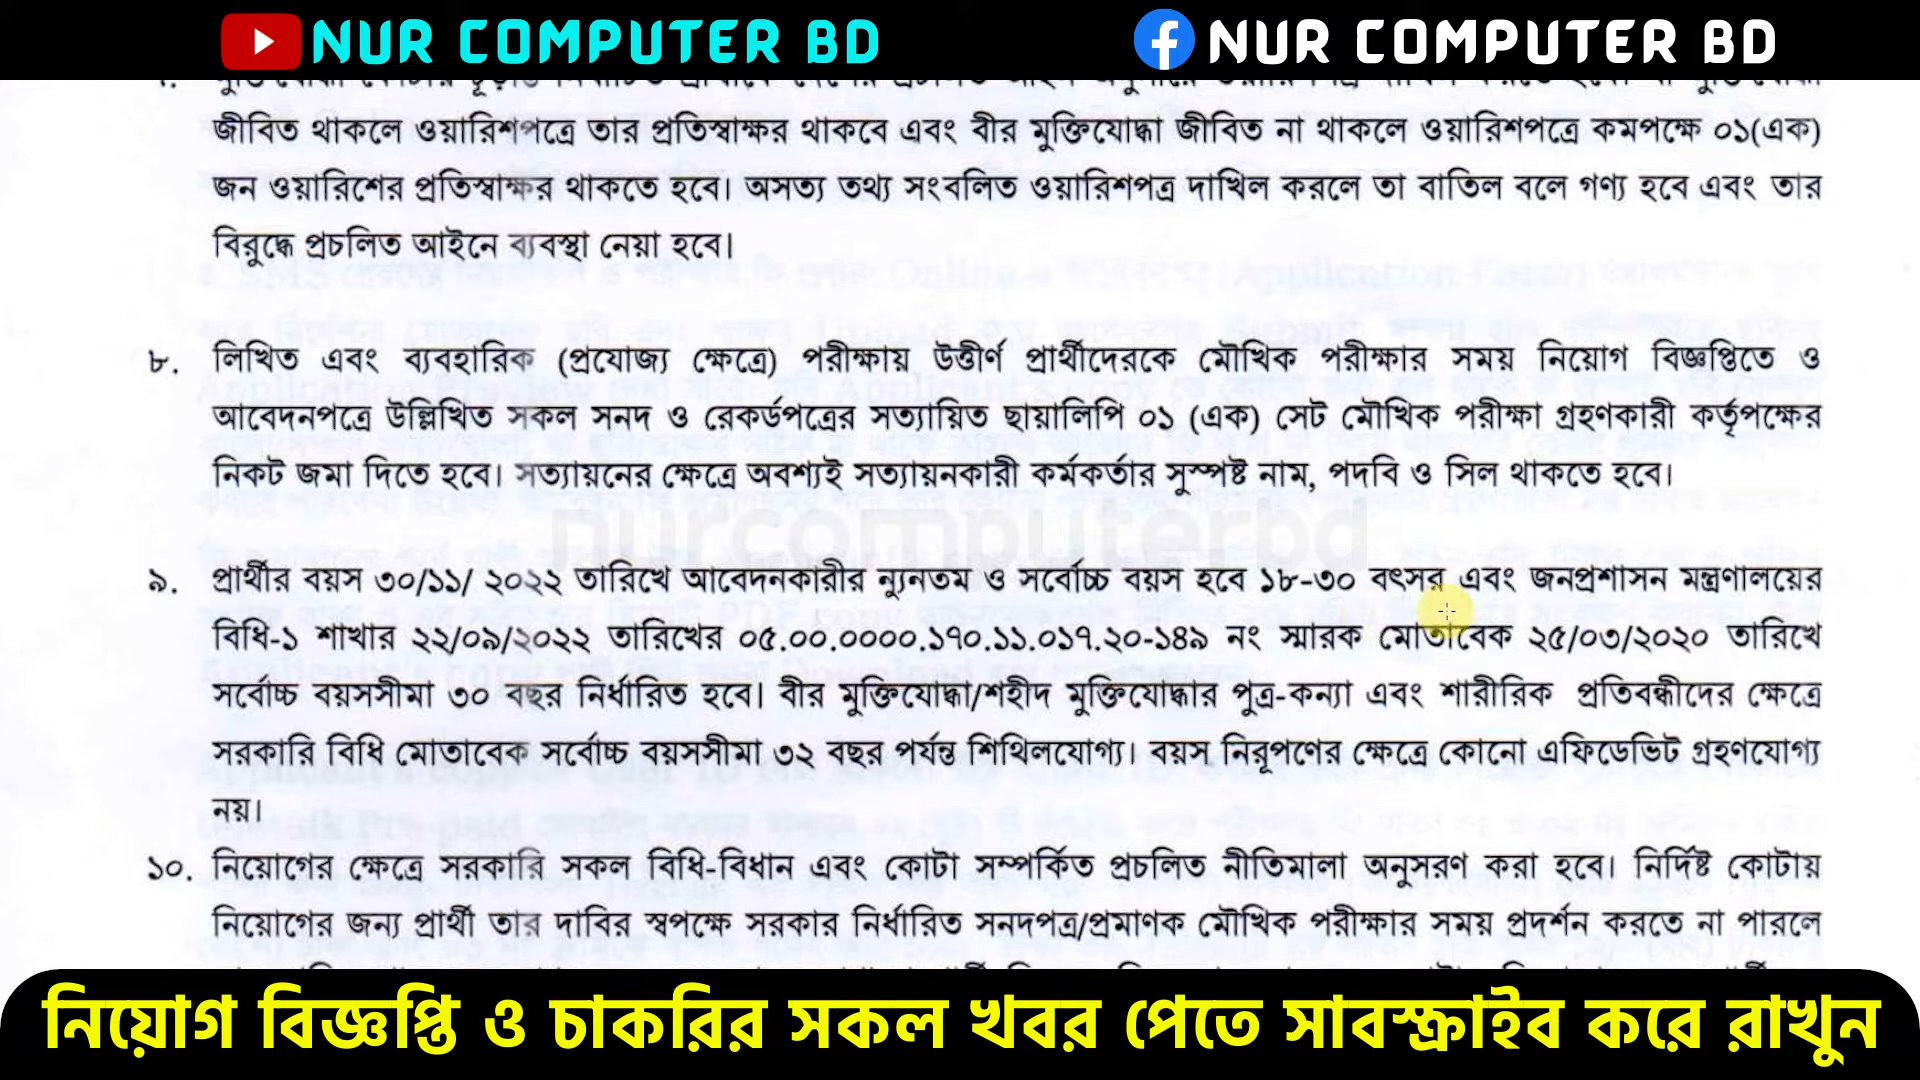 NUR COMPUTER BD
NUR COMPUTER BD
জীবিত থাকলে ওয়ারিশপত্রে তার প্রতিস্বাক্ষর থাকবে এবং বীর মুক্তিযোদ্ধা জীবিত না থাকলে ওয়ারিশপত্রে কমপক্ষে ০১(এক)
জন ওয়ারিশের প্রতিস্বাক্ষর থাকতে হবে। অসত্য তথ্য সংবলিত ওয়ারিশপত্র দাখিল করলে তা বাতিল বলে গণ্য হবে এবং তার
বিরুদ্ধে প্রচলিত আইনে ব্যবস্থা নেয়া হবে।
৮. লিখিত এবং ব্যবহারিক (প্রযোজ্য ক্ষেত্রে) পরীক্ষায় উত্তীর্ণ প্রার্থীদেরকে মৌখিক পরীক্ষার সময় নিয়োগ বিজ্ঞপ্তিতে ও
আবেদনপত্রে উল্লিখিত সকল সনদ ও রেকর্ডপত্রের সত্যায়িত ছায়ালিপি ০১ (এক) সেট মৌখিক পরীক্ষা গ্রহণকারী কর্তৃপক্ষের
নিকট জমা দিতে হবে। সত্যায়নের ক্ষেত্রে অবশ্যই সত্যায়নকারী কর্মকর্তার সুস্পষ্ট নাম, পদবি ও সিল থাকতে হবে।
nurcomputerbd
৯. প্রার্থীর বয়স ৩০/১১/ ২০২২ তারিখে আবেদনকারীর ন্যুনতম ও সর্বোচ্চ বয়স হবে ১৮-৩০ বৎসর এবং জনপ্রশাসন মন্ত্রণালয়ের
বিধি-১ শাখার ২২/০৯/২০২২ তারিখের ০৫.০০.০০০০.১৭০.১১.০১৭.২০-১৪৯ নং স্মারক মোতাবেক ২৫/০৩/২০২০ তারিখে
সর্বোচ্চ বয়সসীমা ৩০ বছর নির্ধারিত হবে। বীর মুক্তিযোদ্ধা/শহীদ মুক্তিযোদ্ধার পুত্র-কন্যা এবং শারীরিক প্রতিবন্ধীদের ক্ষেত্রে
সরকারি বিধি মোতাবেক সর্বোচ্চ বয়সসীমা ৩২ বছর পর্যন্ত শিথিলযোগ্য। বয়স নিরূপণের ক্ষেত্রে কোনো এফিডেভিট গ্রহণযোগ্য
নয়।
১০. নিয়োগের ক্ষেত্রে সরকারি সকল বিধি-বিধান এবং কোটা সম্পর্কিত প্রচলিত নীতিমালা অনুসরণ করা হবে। নির্দিষ্ট কোটায়
নিয়োগের জন্য প্রার্থী তার দাবির স্বপক্ষে সরকার নির্ধারিত সনদপত্র/প্রমাণক মৌখিক পরীক্ষার সময় প্রদর্শন করতে না পারলে
নিয়োগ বিজ্ঞপ্তি ও চাকরির সকল খবর পেতে সাবস্ক্রাইব করে রাখুন